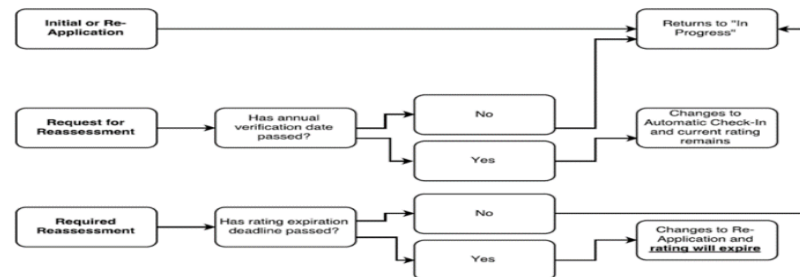 Initial or Re-
Application
Returns to "In
Progress"
Request for
Reassessment
Has annual
verification date
passed?
No
Yes
Changes to
Automatic Check-In
and current rating
remains
Required
Reassessment
Has rating expiration
deadline passed?
No
Yes
Changes to Re-
Application and
rating will expire